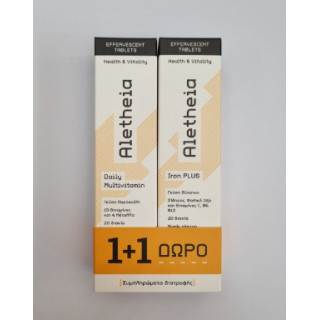 EFFERVESCENT
TABLETS
Health & Vitality
Aletheia
Daily
Multivitamin
20 δισκία
EFFERVESCENT
TABLETS
Health & Vitality
Aletheia
Iron PLUS
20 δισκία
1+1 ΔΩΡΟ
[Συμπληρώματα διατροφής]